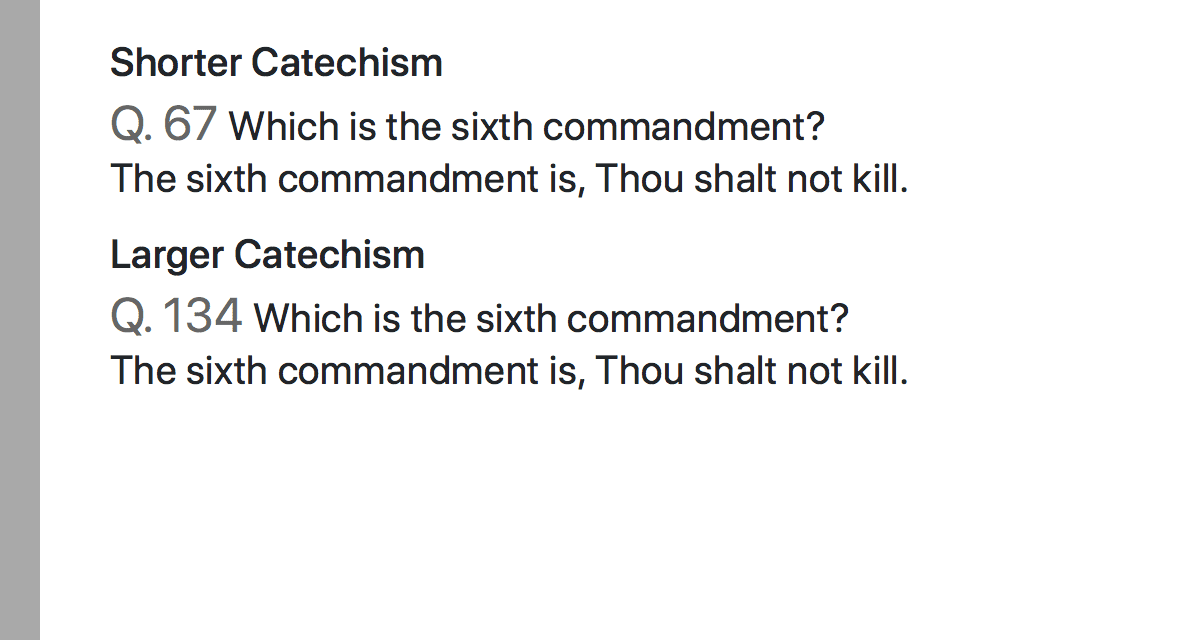 Shorter Catechism
Q. 67 Which is the sixth commandment?
The sixth commandment is, Thou shalt not kill.
Larger Catechism
Q. 134 Which is the sixth commandment?
The sixth commandment is, Thou shalt not kill.